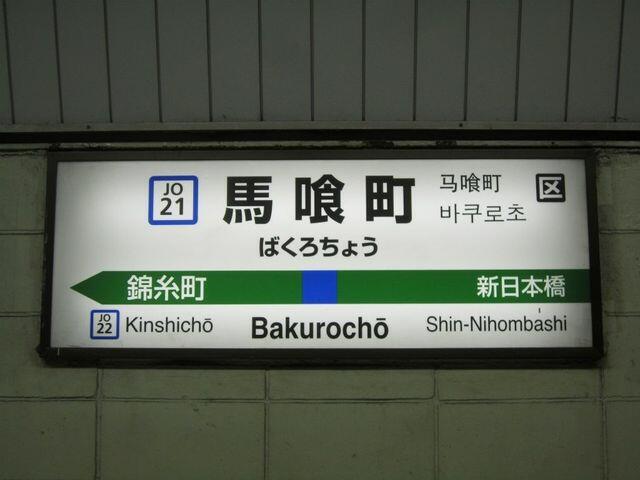 JO
21
馬喰町
马喰町
区
바쿠로초
ばくろちょう
錦糸町
新日本橋
JO
22
Kinshichō
Bakurochō
Shin-Nihombashi